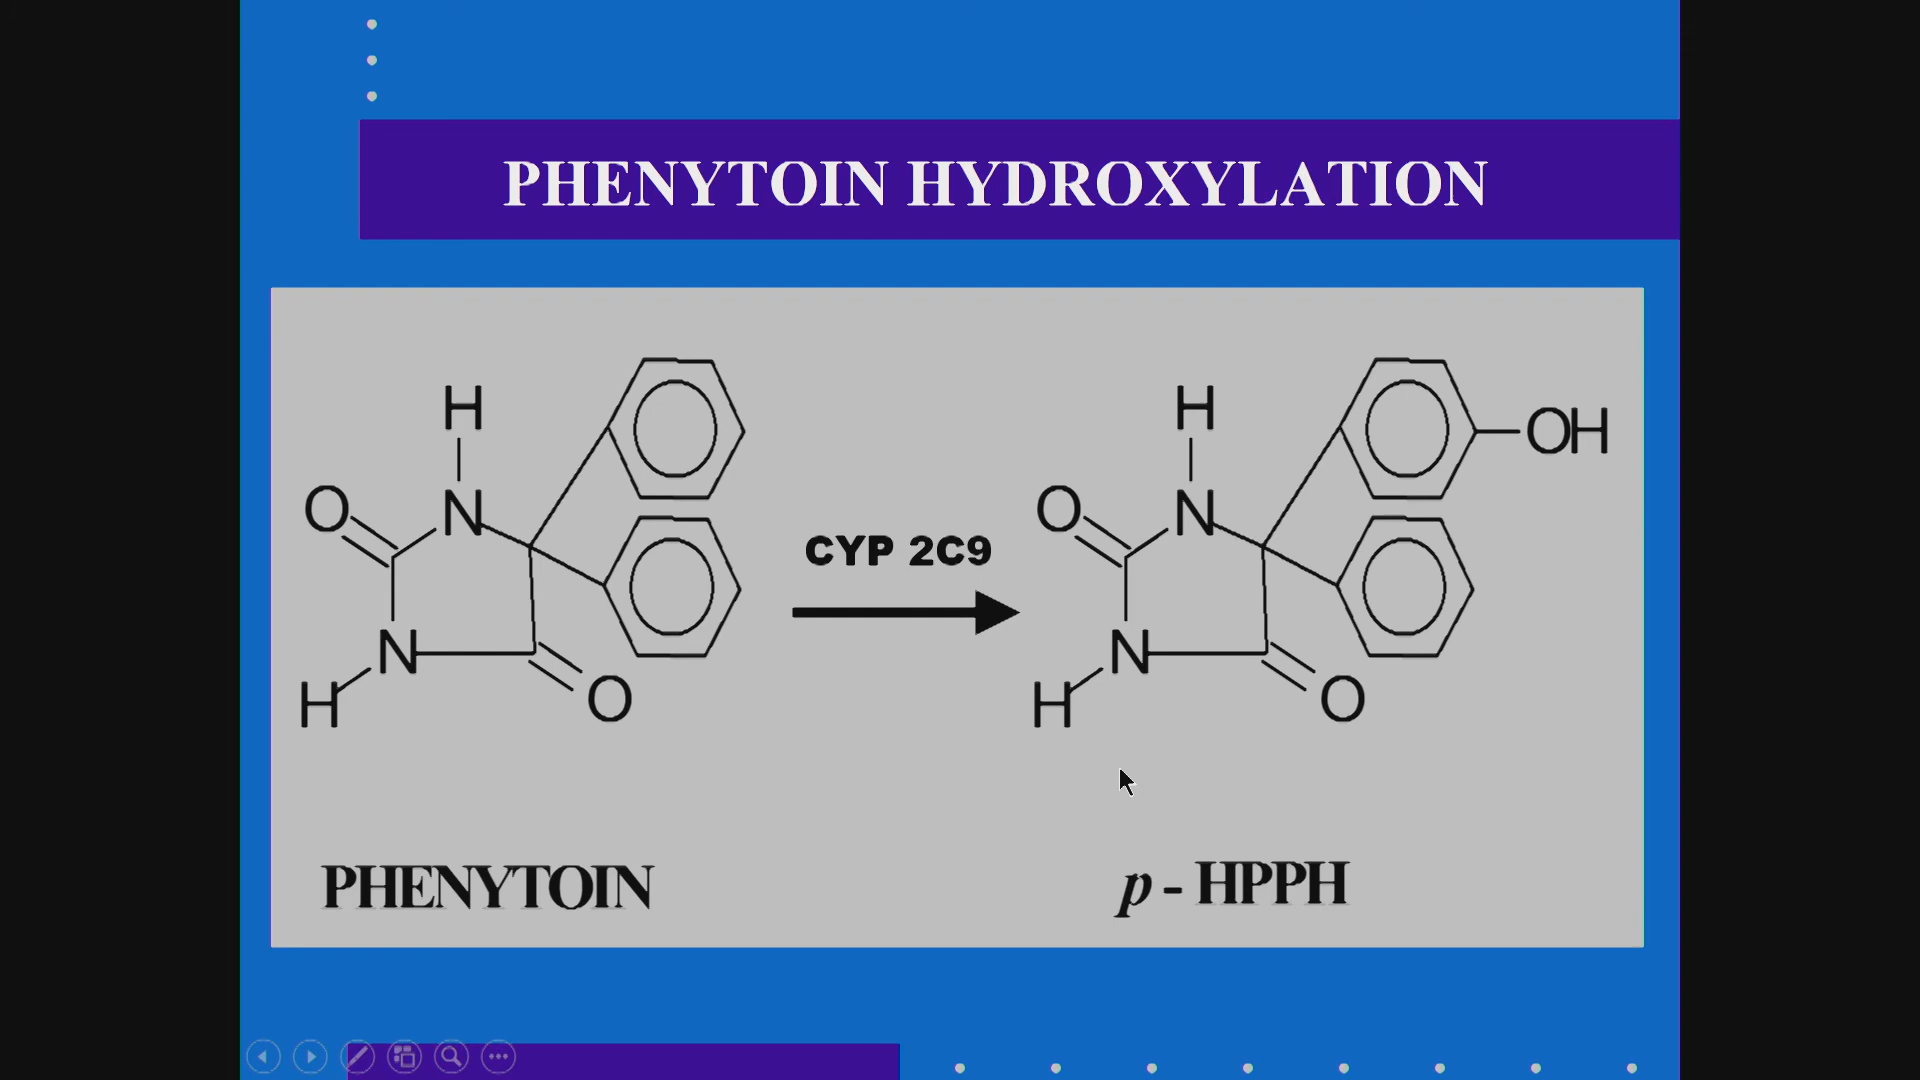 PHENYTOIN HYDROXYLATION
H
N
O
N
H
O
CYP 2C9
H
N
O
N
H
O
OH
PHENYTOIN
p - HPPH